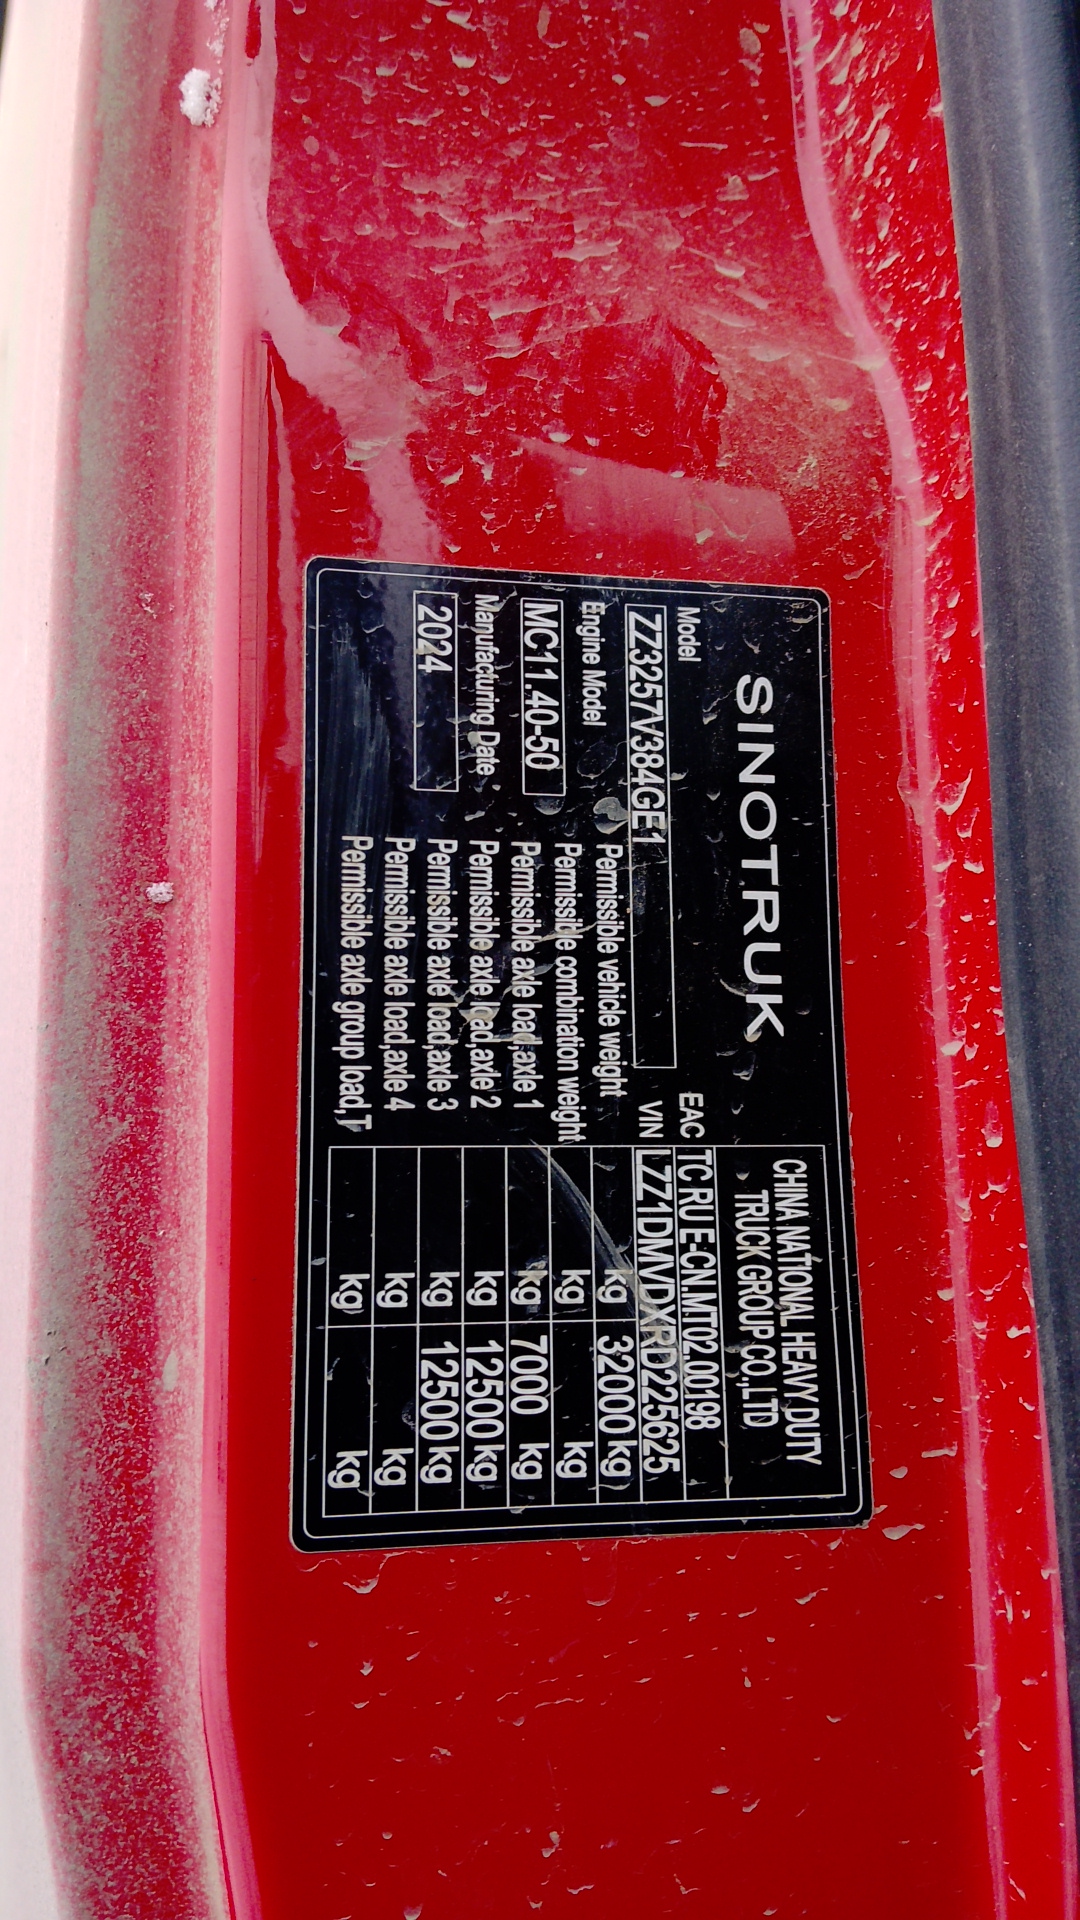 SINOTRUK
CHINA NATIONAL HEAVY DUTY
TRUCK GROUP CO.,LTD
Model
EAC TC RU E-CN.MT02.00198
ZZ3257V384GE1
VIN LZZ1DMVDXRD225625
Engine Model
Permissible vehicle weight kg 32000 kg
MC11.40-50
Permissible combination weight kg kg
Permissible axle load,axle 1 kg 7000 kg
Manufacturing Date
Permissible axle load,axle 2 kg 12500 kg
2024
Permissible axle load,axle 3 kg 12500 kg
Permissible axle load,axle 4 kg kg
Permissible axle group load,T kg kg